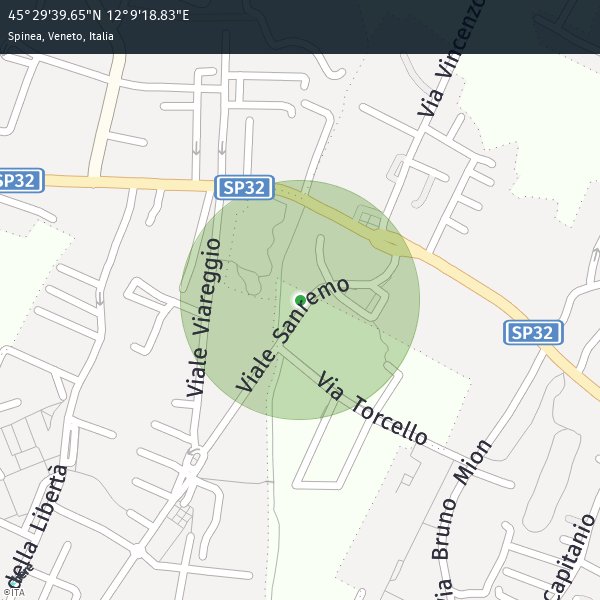 45°29'39.65"N 12°9'18.83"E
Spinea, Veneto, Italia
Via Vincenzo
SP32
SP32
Viale Viareggio
Viale Sanremo
SP32
Via Torcello
Via Bruno Mion
della Libertà
Capitanio
©ITA